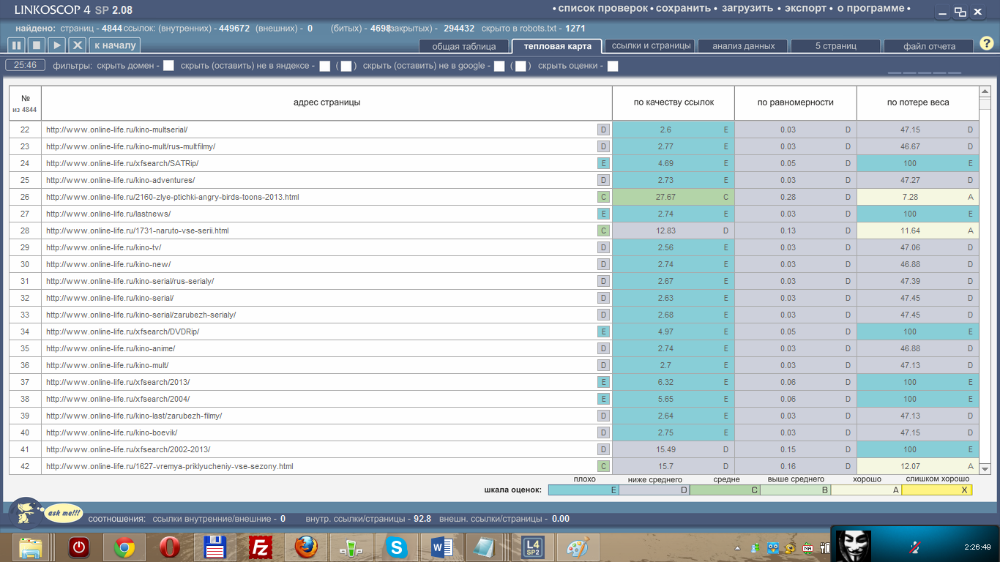 LINKOSCOP 4 SP 2.08
• список проверок • сохранить • загрузить • экспорт • о программе •
найдено: страниц - 4844 ссылок: (внутренних) - 449672 (внешних) - 0 (битых) - 4698 (закрытых) - 294432 скрыто в robots.txt - 1271
к началу
общая таблица тепловая карта ссылки и страницы анализ данных 5 страниц файл отчета ?
25:46 фильтры: скрыть домен - скрыть (оставить) не в яндексе - ( ) скрыть (оставить) не в google - ( ) скрыть оценки -
№ адрес страницы по качеству ссылок по равномерности по потере веса
из 4844
22 http://www.online-life.ru/kino-multserial/ D 2.6 E 0.03 D 47.15 D
23 http://www.online-life.ru/kino-mult/rus-multfilmy/ D 2.77 E 0.03 D 46.67 D
24 http://www.online-life.ru/xfsearch/SATRip/ E 4.69 E 0.05 D 100 E
25 http://www.online-life.ru/kino-adventures/ D 2.73 E 0.03 D 47.27 D
26 http://www.online-life.ru/2160-zlye-ptichki-angry-birds-toons-2013.html C 27.67 C 0.28 D 7.28 A
27 http://www.online-life.ru/lastnews/ E 2.74 E 0.03 D 100 E
28 http://www.online-life.ru/1731-naruto-vse-serii.html C 12.83 D 0.13 D 11.64 A
29 http://www.online-life.ru/kino-tv/ D 2.56 E 0.03 D 47.06 D
30 http://www.online-life.ru/kino-new/ D 2.74 E 0.03 D 46.88 D
31 http://www.online-life.ru/kino-serial/rus-serialy/ D 2.67 E 0.03 D 47.39 D
32 http://www.online-life.ru/kino-serial/ D 2.63 E 0.03 D 47.45 D
33 http://www.online-life.ru/kino-serial/zarubezh-serialy/ D 2.68 E 0.03 D 47.45 D
34 http://www.online-life.ru/xfsearch/DVDRip/ E 4.97 E 0.05 D 100 E
35 http://www.online-life.ru/kino-anime/ D 2.74 E 0.03 D 46.88 D
36 http://www.online-life.ru/kino-mult/ D 2.7 E 0.03 D 47.13 D
37 http://www.online-life.ru/xfsearch/2013/ E 6.32 E 0.06 D 100 E
38 http://www.online-life.ru/xfsearch/2004/ E 5.65 E 0.06 D 100 E
39 http://www.online-life.ru/kino-last/zarubezh-filmy/ D 2.64 E 0.03 D 47.13 D
40 http://www.online-life.ru/kino-boevik/ D 2.75 E 0.03 D 47.15 D
41 http://www.online-life.ru/xfsearch/2002-2013/ D 15.49 D 0.15 D 100 E
42 http://www.online-life.ru/1627-vremya-priklyucheniy-vse-sezony.html C 15.7 D 0.16 D 12.07 A
плохо ниже среднего средне выше среднего хорошо слишком хорошо
шкала оценок: E D C B A X
ask me!!! соотношения: ссылки внутренние/внешние - 0 внутр. ссылки/страницы - 92.8 внешн. ссылки/страницы - 0.00
L4
SP2
2:26:49